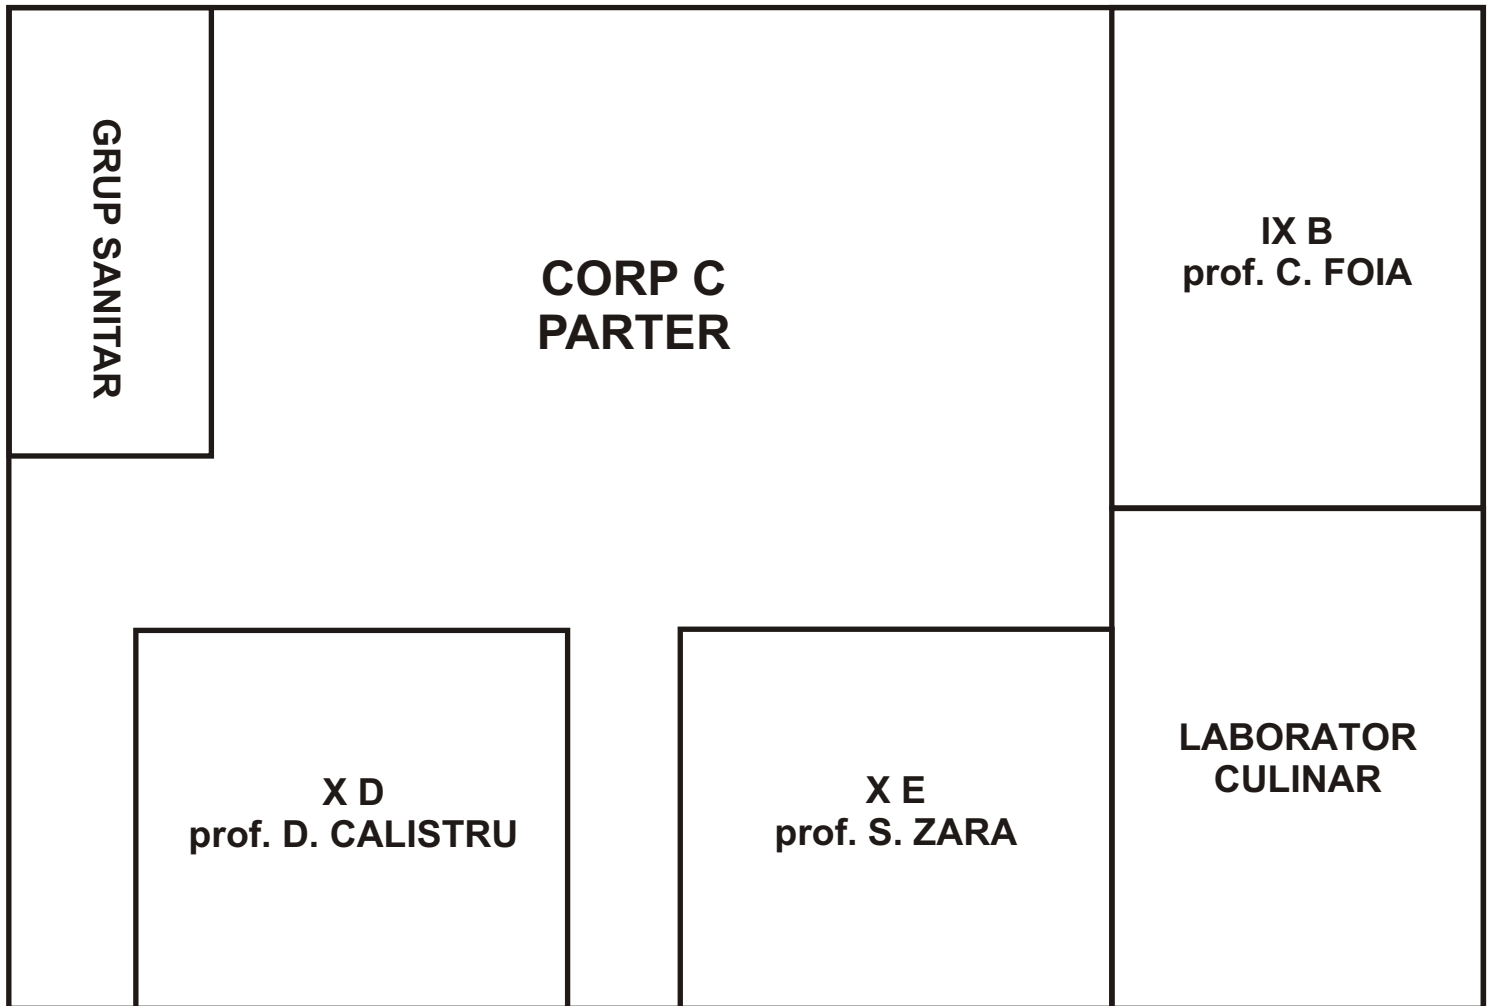 GRUP SANITAR
CORP C
PARTER
IX B
prof. C. FOIA
X D
prof. D. CALISTRU
X E
prof. S. ZARA
LABORATOR
CULINAR